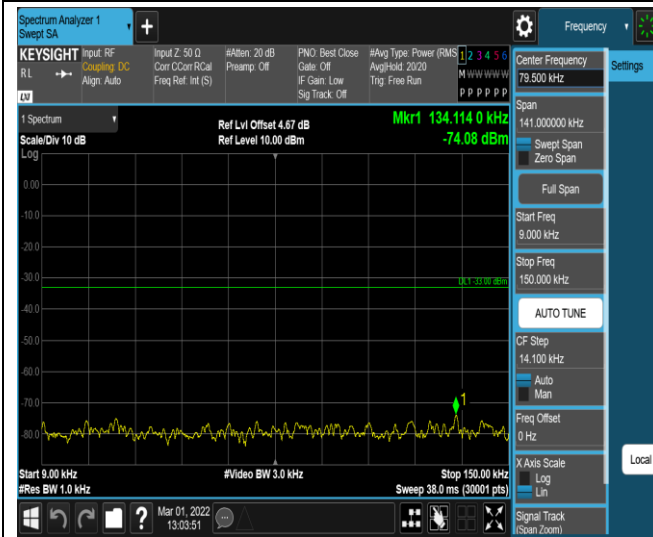 Spectrum Analyzer 1
Swept SA
Frequency
KEYSIGHT
RL
LXI
Input: RF
Coupling: DC
Align: Auto
Input Z: 50 Ω
Corr CCorr RCal
Freq Ref: Int (S)
#Atten: 20 dB
Preamp: Off
PNO: Best Close
Gate: Off
IF Gain: Low
Sig Track: Off
#Avg Type: Power (RMS
Avg|Hold: 20/20
Trig: Free Run
1 2 3 4 5 6
M W W W W W
P P P P P P
1 Spectrum
Scale/Div 10 dB
Log
Ref Lvl Offset 4.67 dB
Ref Level 10.00 dBm
Mkr1 134.114 0 kHz
-74.08 dBm
0.00
-10.0
-20.0
-30.0
-40.0
-50.0
-60.0
-70.0
-80.0
DL1 -33.00 dBm
1
Start 9.00 kHz
#Res BW 1.0 kHz
#Video BW 3.0 kHz
Stop 150.00 kHz
Sweep 38.0 ms (30001 pts)
Mar 01, 2022
13:03:51
Center Frequency
79.500 kHz
Span
141.000000 kHz
Swept Span
Zero Span
Full Span
Start Freq
9.000 kHz
Stop Freq
150.000 kHz
AUTO TUNE
CF Step
14.100 kHz
Auto
Man
Freq Offset
0 Hz
X Axis Scale
Log
Lin
Signal Track
(Span Zoom)
Settings
Local